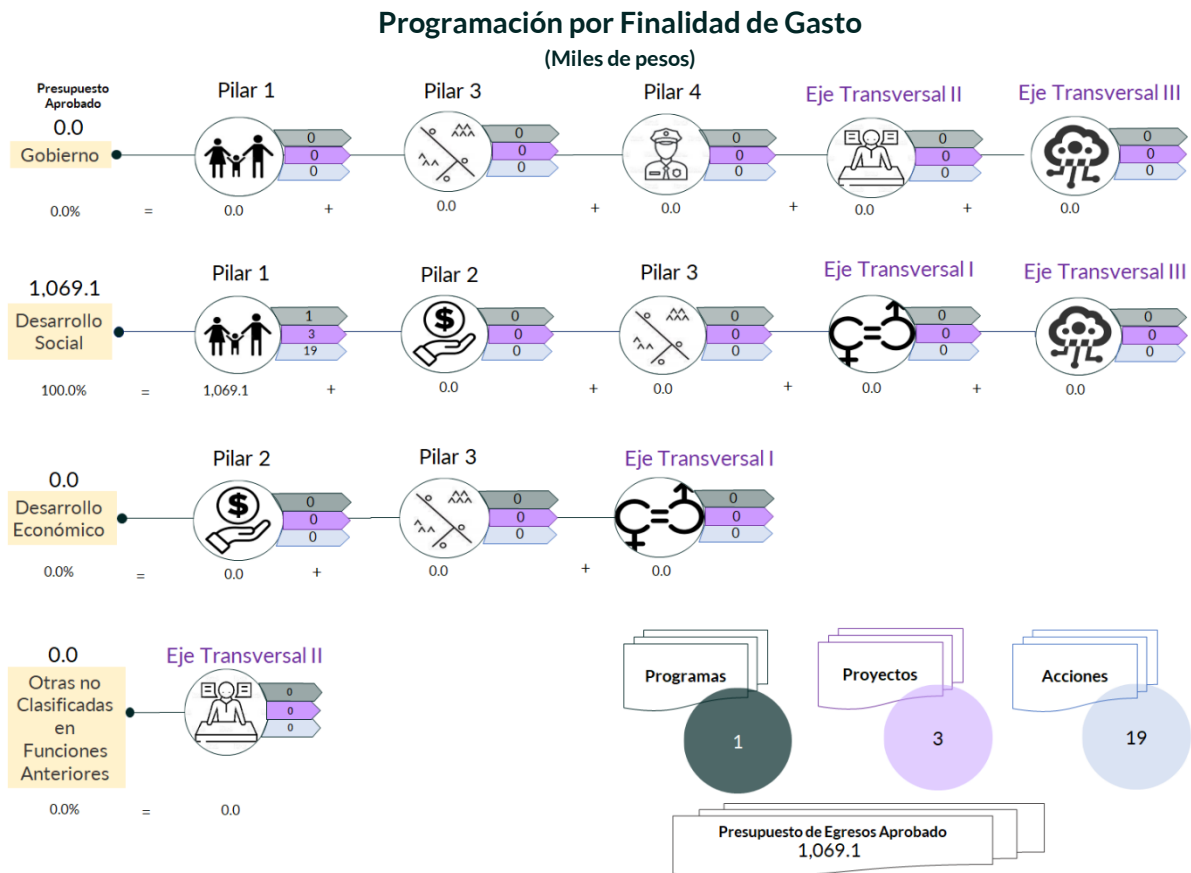 Programación por Finalidad de Gasto
(Miles de pesos)
Presupuesto
Aprobado
0.0
Gobierno
Pilar 1
0
0
0
Pilar 3
0
0
0
Pilar 4
0
0
0
Eje Transversal II
0
0
0
Eje Transversal III
0
0
0
0.0% = 0.0 + 0.0 + 0.0 + 0.0 + 0.0
1,069.1
Desarrollo
Social
Pilar 1
1
3
19
Pilar 2
$
0
0
0
Pilar 3
0
0
0
Eje Transversal I
0
0
0
Eje Transversal III
0
0
0
100.0% = 1,069.1 + 0.0 + 0.0 + 0.0 + 0.0
0.0
Desarrollo
Económico
Pilar 2
$
0
0
0
Pilar 3
0
0
0
Eje Transversal I
0
0
0
0.0% = 0.0 + 0.0 + 0.0
0.0
Otras no
Clasificadas
en
Funciones
Anteriores
Eje Transversal II
0
0
0
0.0% = 0.0
Programas
1
Proyectos
3
Acciones
19
Presupuesto de Egresos Aprobado
1,069.1